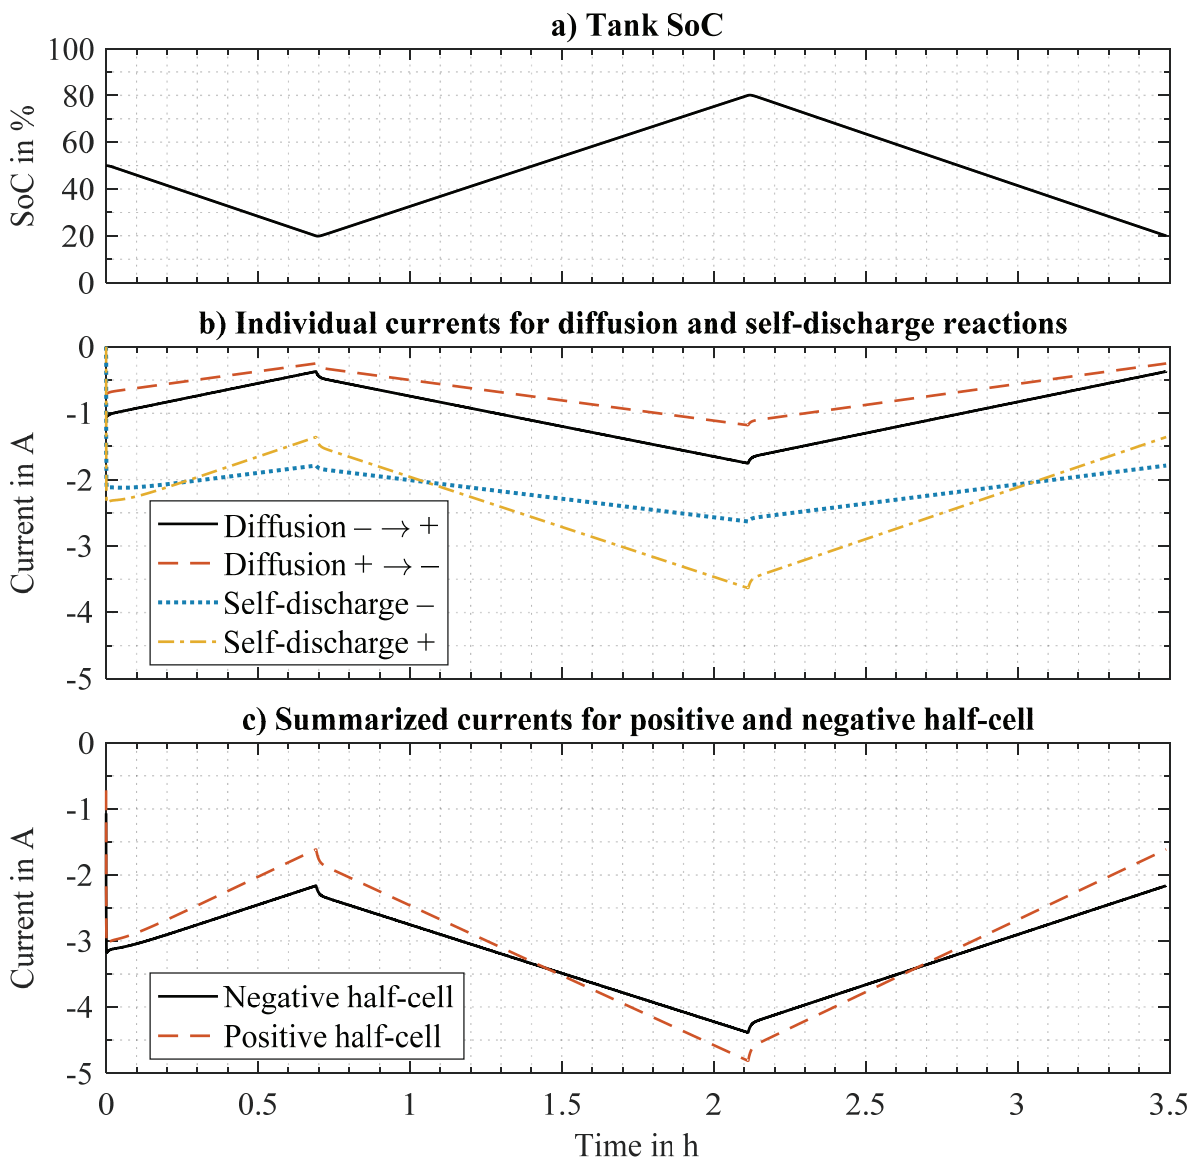 a) Tank SoC
100
80
60
40
20
0
SoC in %
b) Individual currents for diffusion and self-discharge reactions
0
-1
-2
-3
-4
-5
Current in A
Diffusion – → +
Diffusion + → –
Self-discharge –
Self-discharge +
c) Summarized currents for positive and negative half-cell
0
-1
-2
-3
-4
-5
Current in A
Negative half-cell
Positive half-cell
0 0.5 1 1.5 2 2.5 3 3.5
Time in h